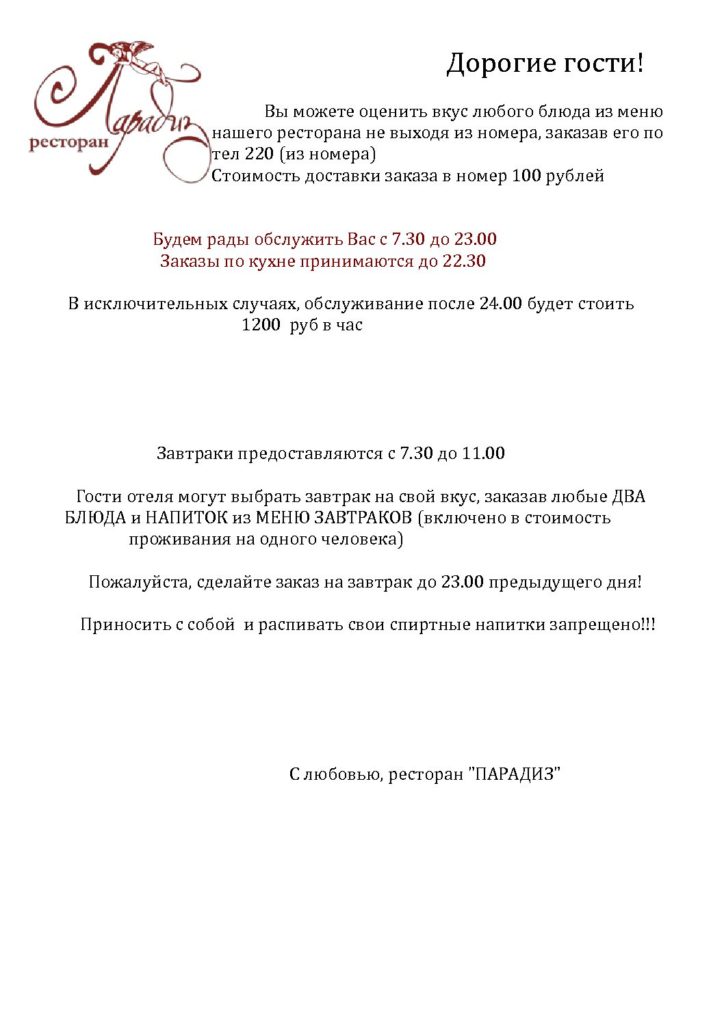 Парадиз
ресторан
Дорогие гости!
Вы можете оценить вкус любого блюда из меню
нашего ресторана не выходя из номера, заказав его по
тел 220 (из номера)
Стоимость доставки заказа в номер 100 рублей
Будем рады обслужить Вас с 7.30 до 23.00
Заказы по кухне принимаются до 22.30
В исключительных случаях, обслуживание после 24.00 будет стоить
1200  руб в час
Завтраки предоставляются с 7.30 до 11.00
Гости отеля могут выбрать завтрак на свой вкус, заказав любые ДВА
БЛЮДА и НАПИТОК из МЕНЮ ЗАВТРАКОВ (включено в стоимость
проживания на одного человека)
Пожалуйста, сделайте заказ на завтрак до 23.00 предыдущего дня!
Приносить с собой  и распивать свои спиртные напитки запрещено!!!
С любовью, ресторан "ПАРАДИЗ"